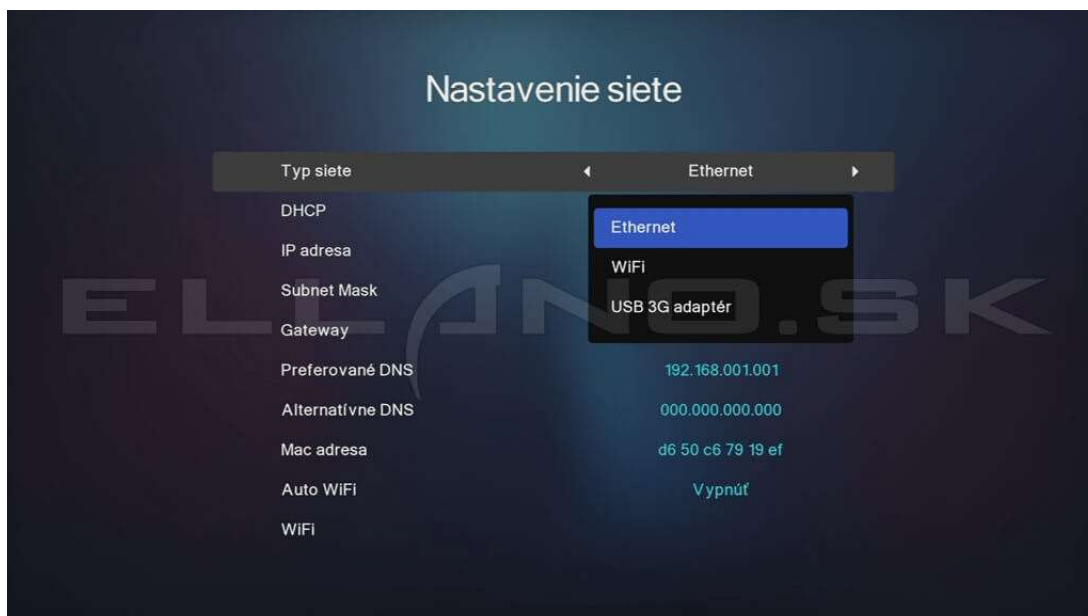 Nastavenie siete
Typ siete Ethernet
DHCP
Ethernet
IP adresa
WiFi
Subnet Mask
USB 3G adaptér
Gateway
ELLANO.SK
Preferované DNS 192.168.001.001
Alternatívne DNS 000.000.000.000
Mac adresa d6 50 c6 79 19 ef
Auto WiFi Vypnúť
WiFi